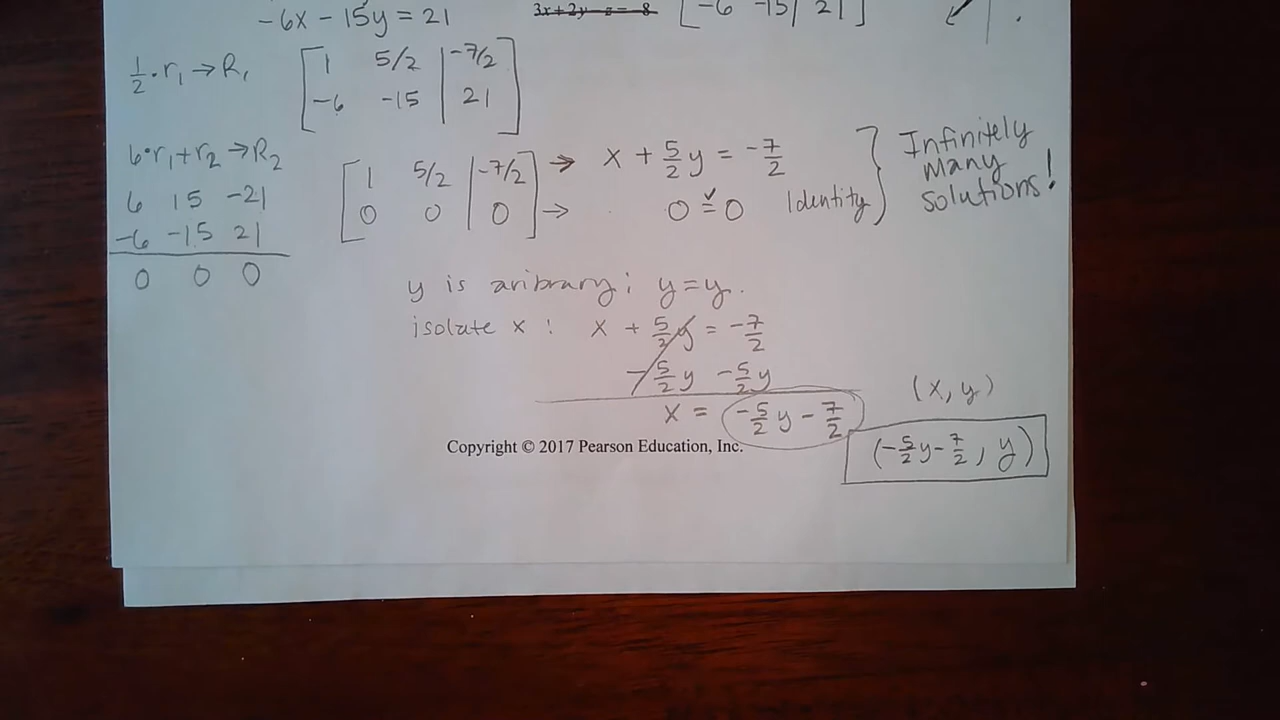 -6x - 15y = 21
3x + 2y - z = -8
[-6 -15 | 21]
1/2 · r₁ → R₁
[1 5/2 | -7/2
-6 -15 | 21]
6 · r₁ + r₂ → R₂
6 15 -21
-6 -15 21
0 0 0
[1 5/2 | -7/2] → x + 5/2 y = -7/2
[0 0 | 0] → 0 = 0 Identity
Infinitely
many
solutions!
y is aribrary; y = y.
isolate x : x + 5/2 y = -7/2
- 5/2 y - 5/2 y
x = -5/2 y - 7/2
(x, y)
(-5/2 y - 7/2, y)
Copyright © 2017 Pearson Education, Inc.